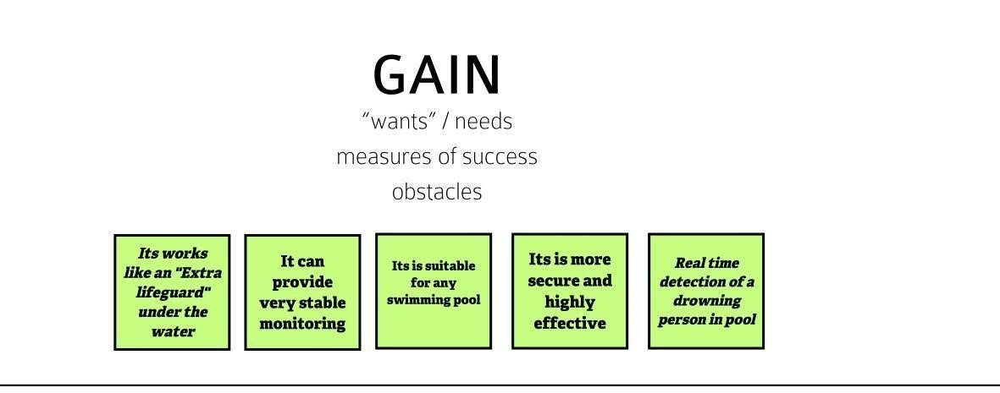 GAIN
“wants” / needs
measures of success
obstacles
Its works
like an "Extra
lifeguard"
under the
water
It can
provide
very stable
monitoring
Its is suitable
for any
swimming pool
Its is more
secure and
highly
effective
Real time
detection of a
drowning
person in pool